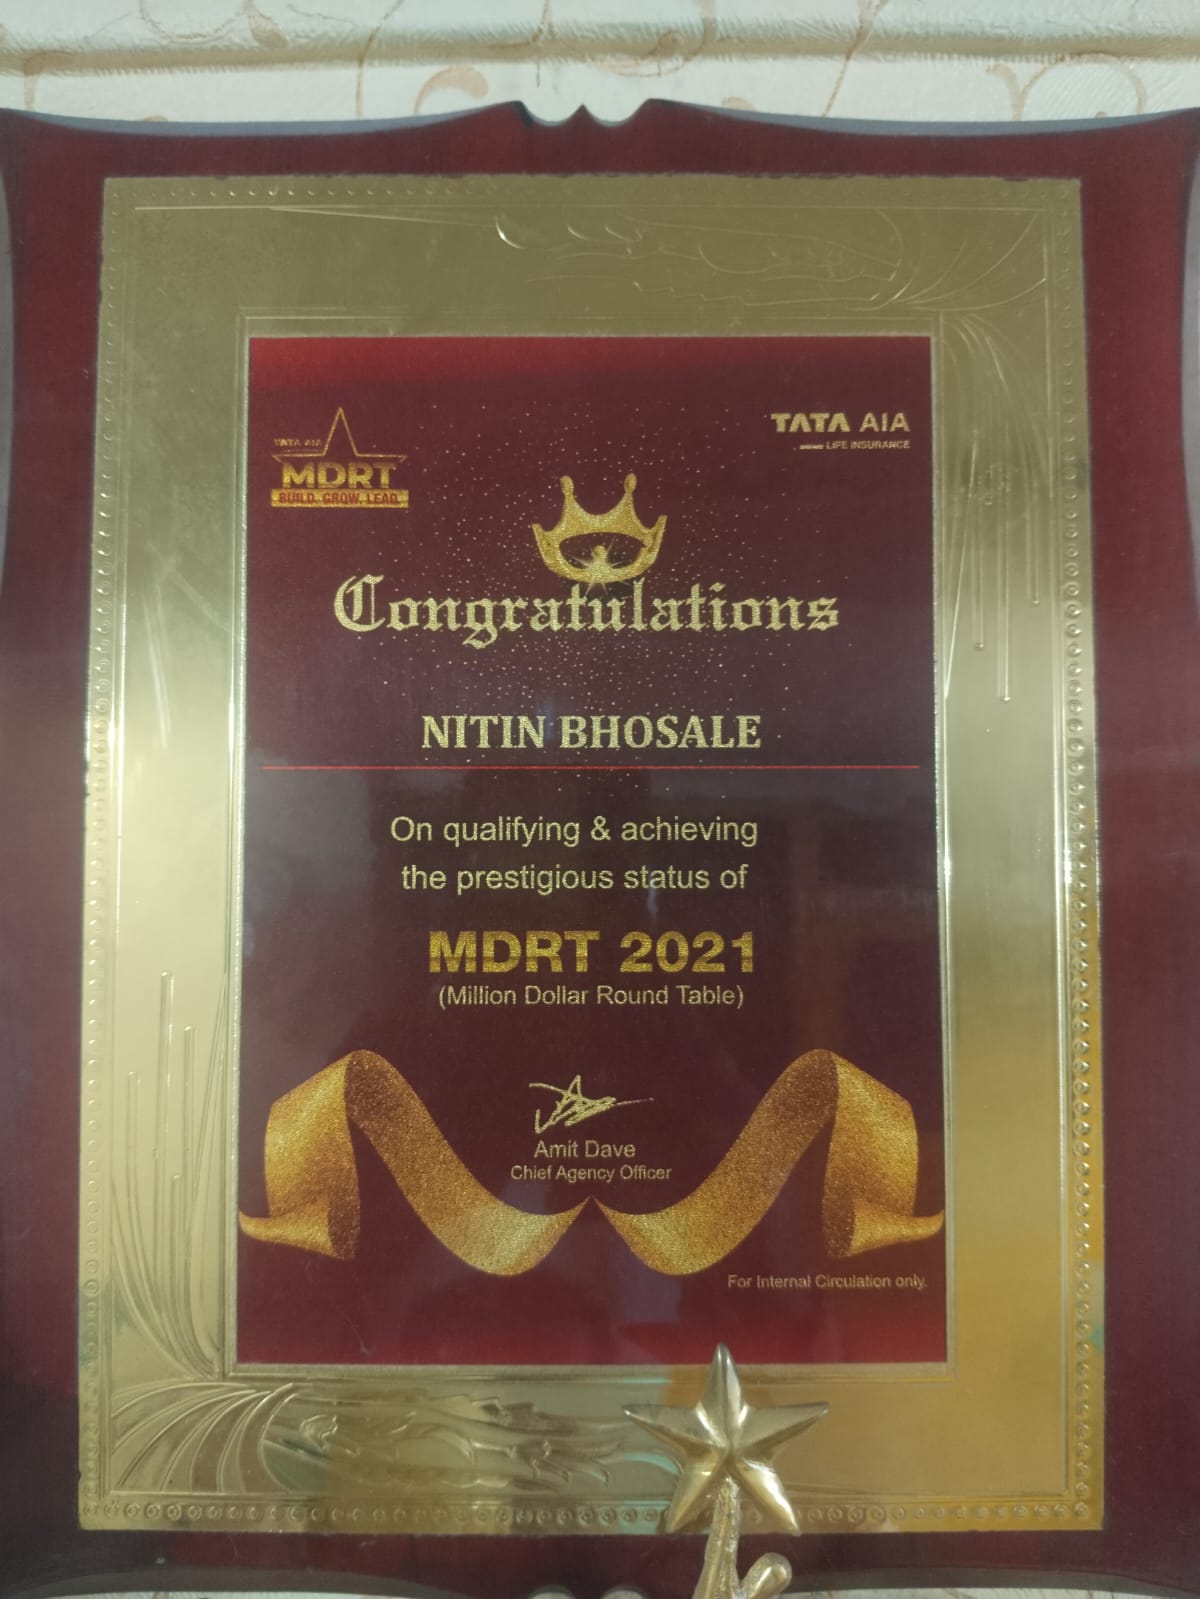 TATA AIA
MDRT
BUILD. GROW. LEAD.
TATA AIA
LIFE INSURANCE
Congratulations
NITIN BHOSALE
On qualifying & achieving
the prestigious status of
MDRT 2021
(Million Dollar Round Table)
Amit Dave
Chief Agency Officer
For Internal Circulation only.